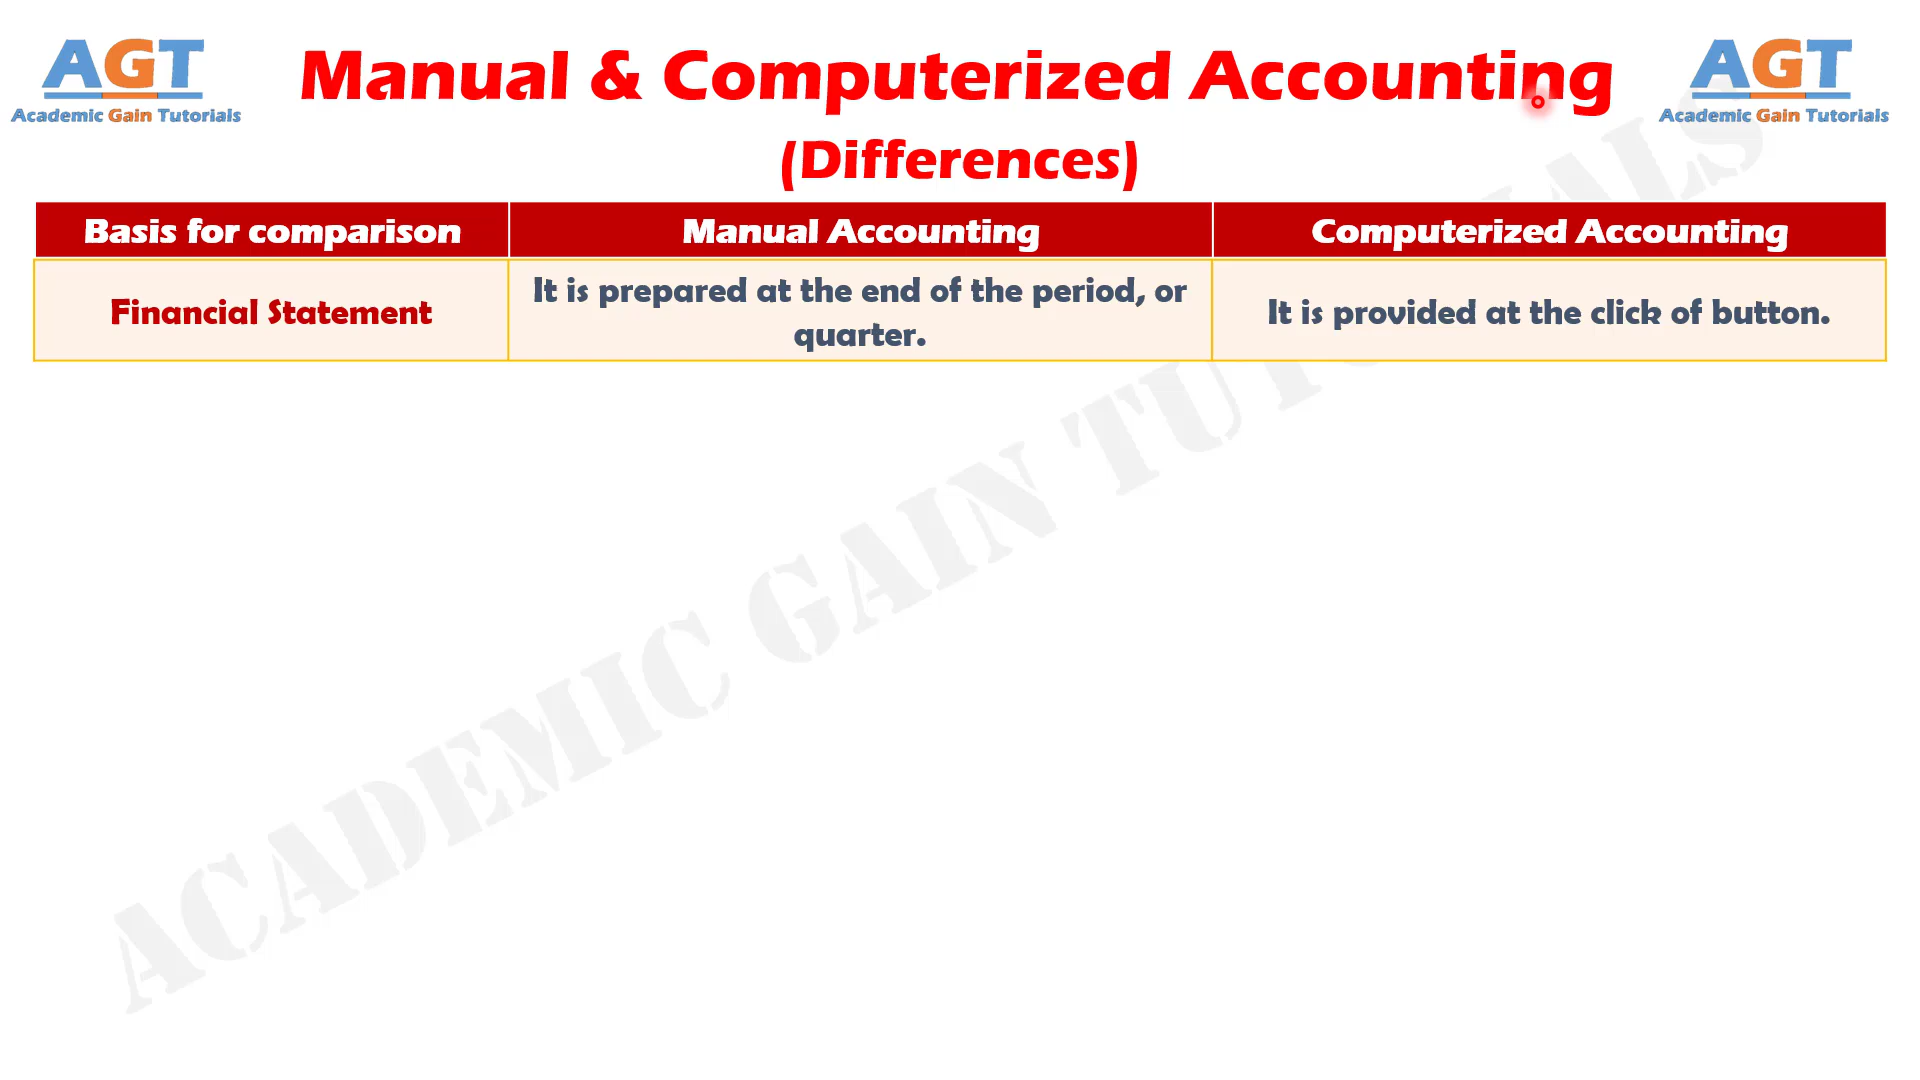 AGT
Academic Gain Tutorials
Manual & Computerized Accounting
(Differences)
AGT
Academic Gain Tutorials
Basis for comparison
Manual Accounting
Computerized Accounting
Financial Statement
It is prepared at the end of the period, or
quarter.
It is provided at the click of button.
ACADEMIC GAIN TUTORIALS